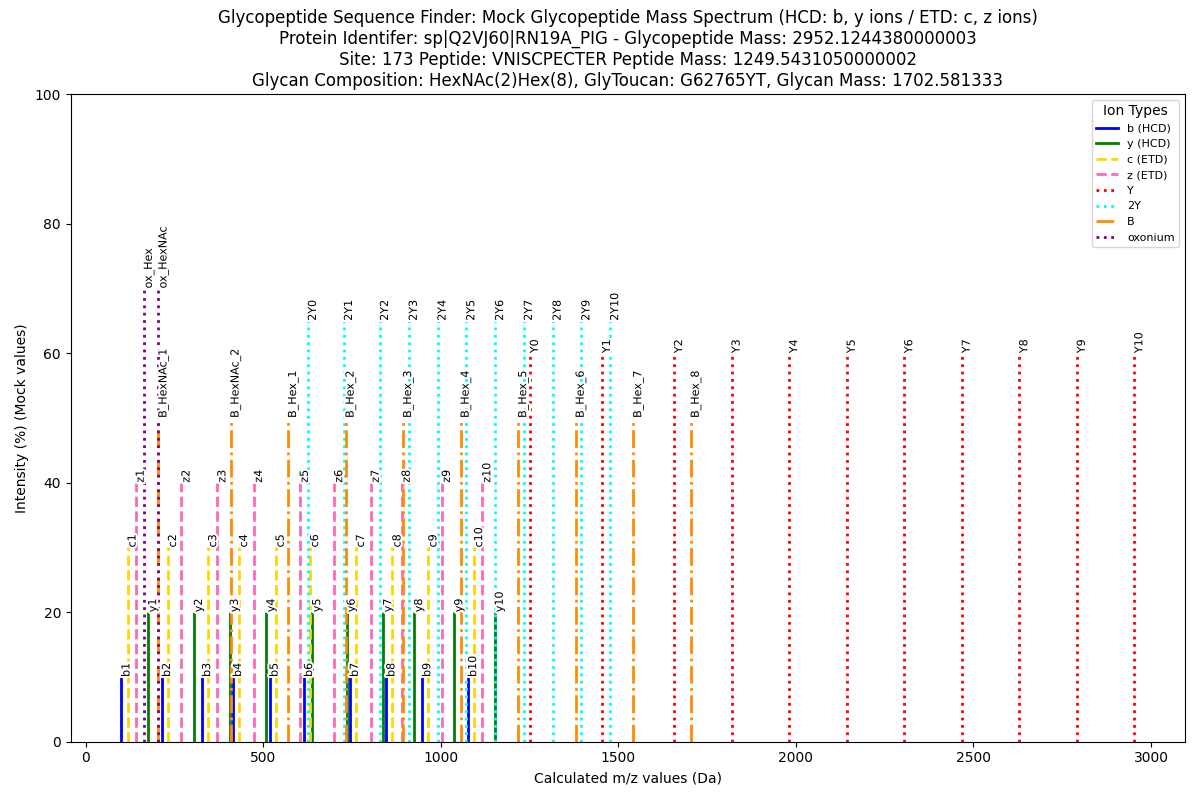 Glycopeptide Sequence Finder: Mock Glycopeptide Mass Spectrum (HCD: b, y ions / ETD: c, z ions)
Protein Identifer: sp|Q2VJ60|RN19A_PIG - Glycopeptide Mass: 2952.1244380000003
Site: 173 Peptide: VNISCPECTER Peptide Mass: 1249.5431050000002
Glycan Composition: HexNAc(2)Hex(8), GlyToucan: G62765YT, Glycan Mass: 1702.581333
Intensity (%) (Mock values)
100
80
60
40
20
0
Ion Types
b (HCD)
y (HCD)
c (ETD)
z (ETD)
Y
2Y
B
oxonium
ox_Hex
ox_HexNAc
2Y0
2Y1
2Y2
2Y3
2Y4
2Y5
2Y6
2Y7
2Y8
2Y9
2Y10
Y0
Y1
Y2
Y3
Y4
Y5
Y6
Y7
Y8
Y9
Y10
B_HexNAc_1
B_HexNAc_2
B_Hex_1
B_Hex_2
B_Hex_3
B_Hex_4
B_Hex_5
B_Hex_6
B_Hex_7
B_Hex_8
z1
z2
z3
z4
z5
z6
z7
z8
z9
z10
c1
c2
c3
c4
c5
c6
c7
c8
c9
c10
y1
y2
y3
y4
y5
y6
y7
y8
y9
y10
b1
b2
b3
b4
b5
b6
b7
b8
b9
b10
0
500
1000
1500
2000
2500
3000
Calculated m/z values (Da)